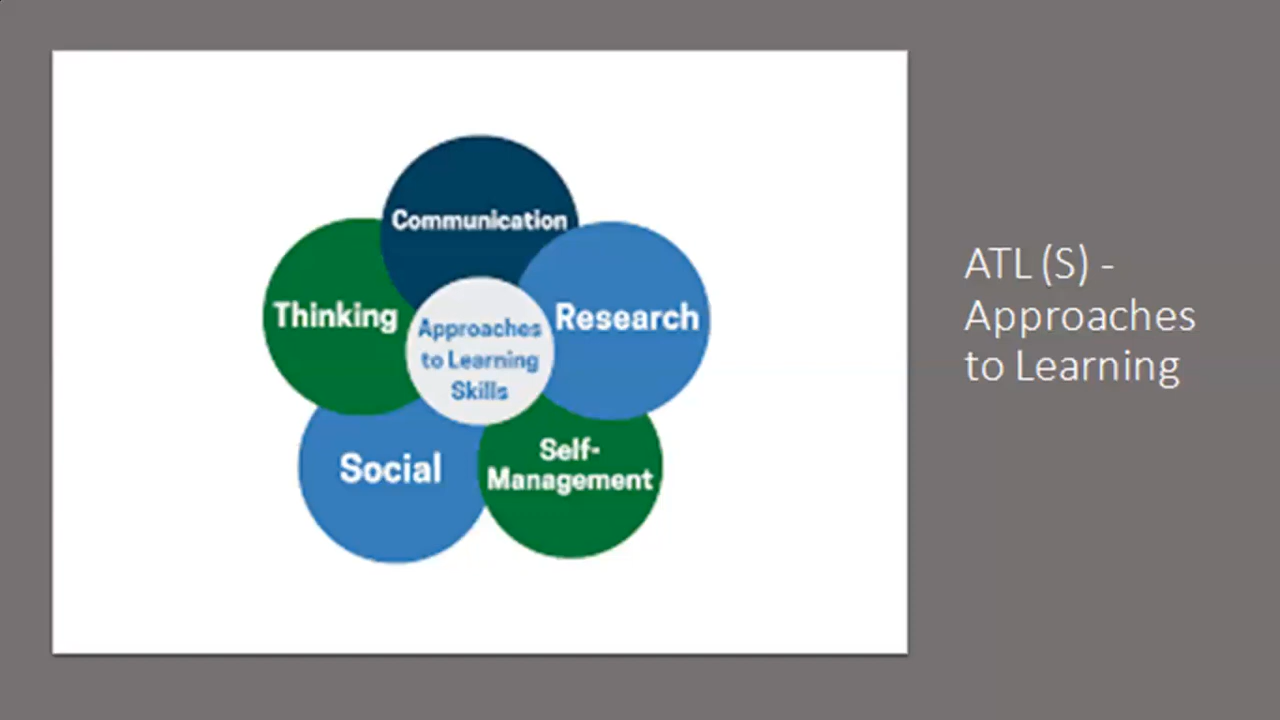 Communication
Thinking
Research
Approaches
to Learning
Skills
Social
Self-
Management
ATL (S) -
Approaches
to Learning